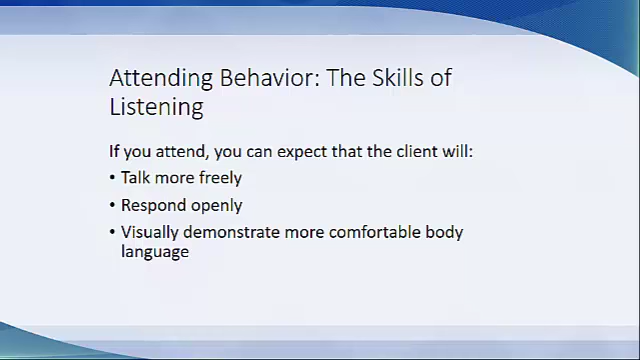 Attending Behavior: The Skills of
Listening
If you attend, you can expect that the client will:
• Talk more freely
• Respond openly
• Visually demonstrate more comfortable body
language